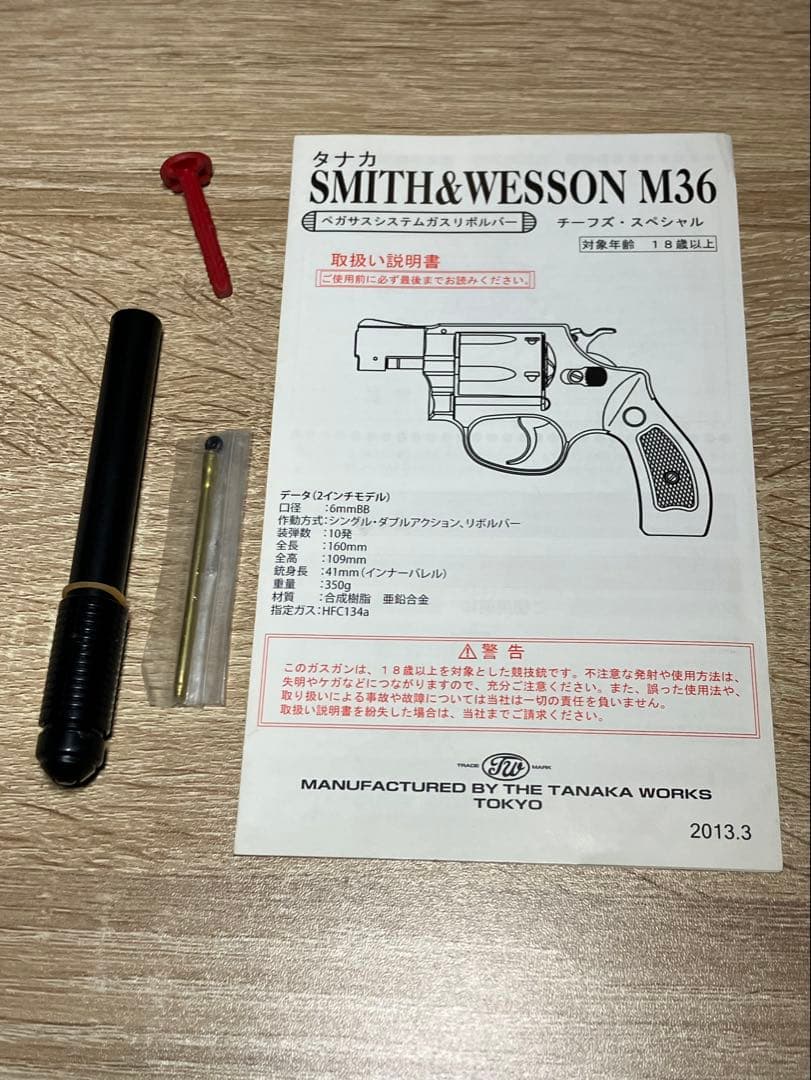 タナカ
SMITH&WESSON M36
ペガサスシステムガスリボルバー
チーフズ・スペシャル
対象年齢 18歳以上
取扱い説明書
ご使用前に必ず最後までお読みください。
データ(2インチモデル)
口径 :6mmBB
作動方式:シングル・ダブルアクション、リボルバー
装弾数 :10発
全長 :160mm
全高 :109mm
銃身長 :41mm(インナーバレル)
重量 :350g
材質 :合成樹脂 亜鉛合金
指定ガス:HFC134a
⚠警告
このガスガンは、18歳以上を対象とした競技銃です。不注意な発射や使用方法は、
失明やケガなどにつながりますので、充分ご注意ください。また、誤った使用法や、
取り扱いによる事故や故障については当社は一切の責任を負いません。
取扱い説明書を紛失した場合は、当社までご請求ください。
TRADE TW MARK
MANUFACTURED BY THE TANAKA WORKS
TOKYO
2013.3